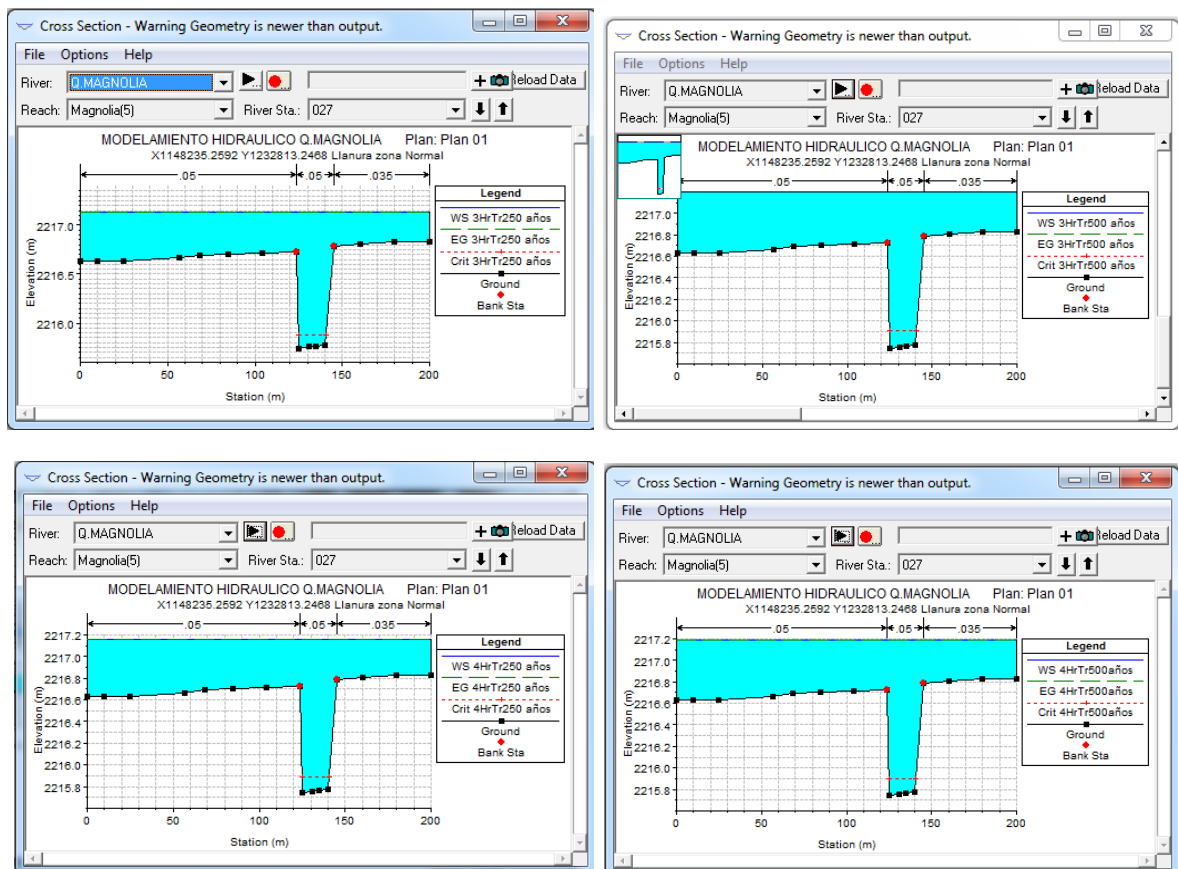 Cross Section - Warning Geometry is newer than output.
File Options Help
River: Q.MAGNOLIA Reload Data
Reach: Magnolia(5) River Sta.: 027
MODELAMIENTO HIDRAULICO Q.MAGNOLIA Plan: Plan 01
X1148235.2592 Y1232813.2468 Llanura zona Normal
.05 .05 .035
Legend
WS 3HrTr250 años
EG 3HrTr250 años
Crit 3HrTr250 años
Ground
Bank Sta
2217.0
2216.5
2216.0
Elevation (m)
0 50 100 150 200
Station (m)
Cross Section - Warning Geometry is newer than output.
File Options Help
River: Q.MAGNOLIA Reload Data
Reach: Magnolia(5) River Sta.: 027
MODELAMIENTO HIDRAULICO Q.MAGNOLIA Plan: Plan 01
X1148235.2592 Y1232813.2468 Llanura zona Normal
.05 .05 .035
Legend
WS 3HrTr500 años
EG 3HrTr500 años
Crit 3HrTr500 años
Ground
Bank Sta
2217.0
2216.8
2216.6
2216.4
2216.2
2216.0
2215.8
Elevation (m)
0 50 100 150 200
Station (m)
Cross Section - Warning Geometry is newer than output.
File Options Help
River: Q.MAGNOLIA Reload Data
Reach: Magnolia(5) River Sta.: 027
MODELAMIENTO HIDRAULICO Q.MAGNOLIA Plan: Plan 01
X1148235.2592 Y1232813.2468 Llanura zona Normal
.05 .05 .035
Legend
WS 4HrTr250 años
EG 4HrTr250 años
Crit 4HrTr250 años
Ground
Bank Sta
2217.2
2217.0
2216.8
2216.6
2216.4
2216.2
2216.0
2215.8
Elevation (m)
0 50 100 150 200
Station (m)
Cross Section - Warning Geometry is newer than output.
File Options Help
River: Q.MAGNOLIA Reload Data
Reach: Magnolia(5) River Sta.: 027
MODELAMIENTO HIDRAULICO Q.MAGNOLIA Plan: Plan 01
X1148235.2592 Y1232813.2468 Llanura zona Normal
.05 .05 .035
Legend
WS 4HrTr500años
EG 4HrTr500años
Crit 4HrTr500años
Ground
Bank Sta
2217.2
2217.0
2216.8
2216.6
2216.4
2216.2
2216.0
2215.8
Elevation (m)
0 50 100 150 200
Station (m)